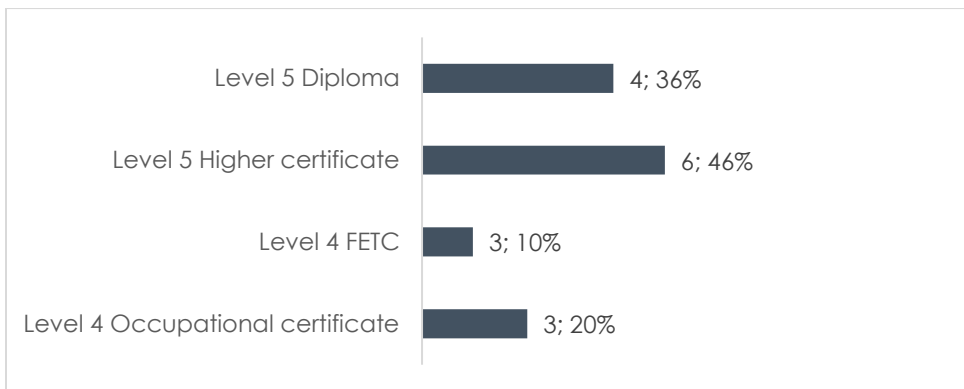 Level 5 Diploma 4; 36%
Level 5 Higher certificate 6; 46%
Level 4 FETC 3; 10%
Level 4 Occupational certificate 3; 20%